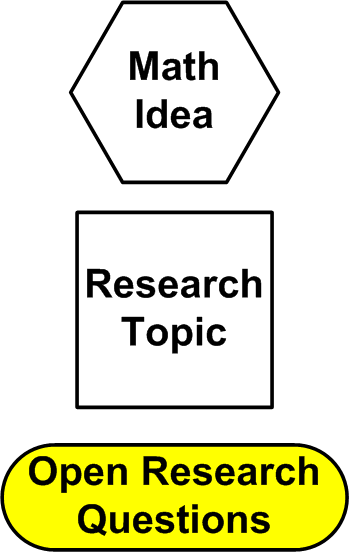 Math
Idea
Research
Topic
Open Research
Questions